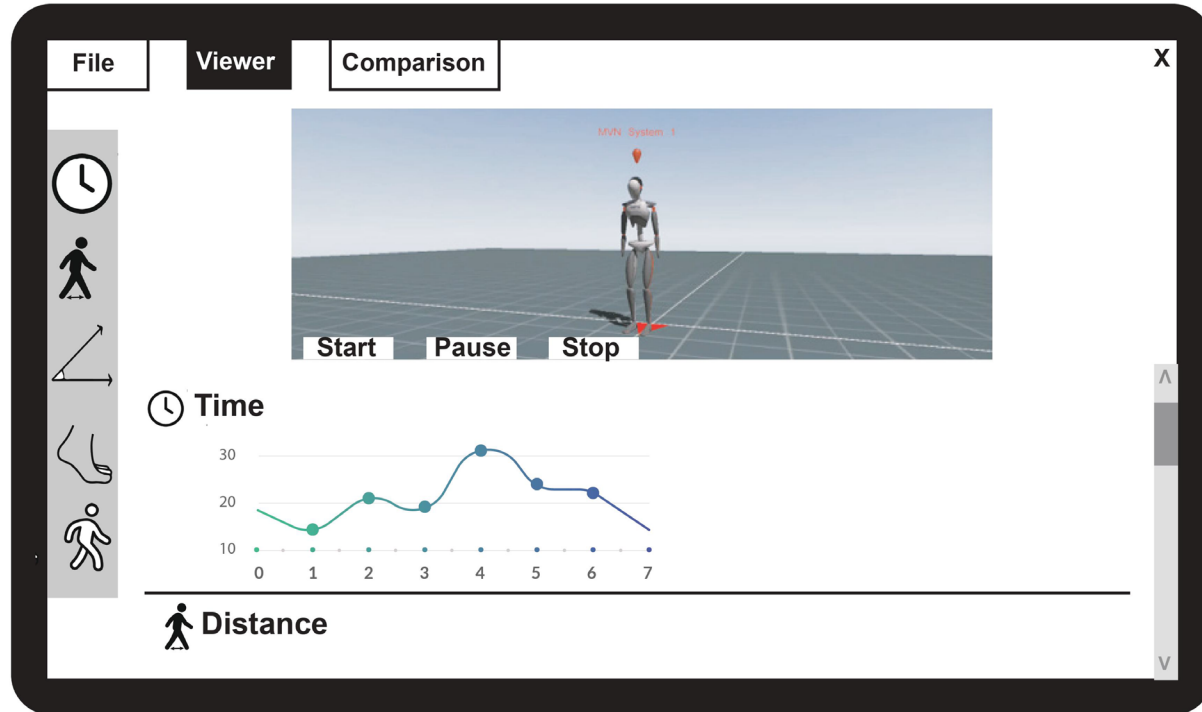 File Viewer Comparison X
MVN System 1
Start Pause Stop
Time
30
20
10
0 1 2 3 4 5 6 7
Distance